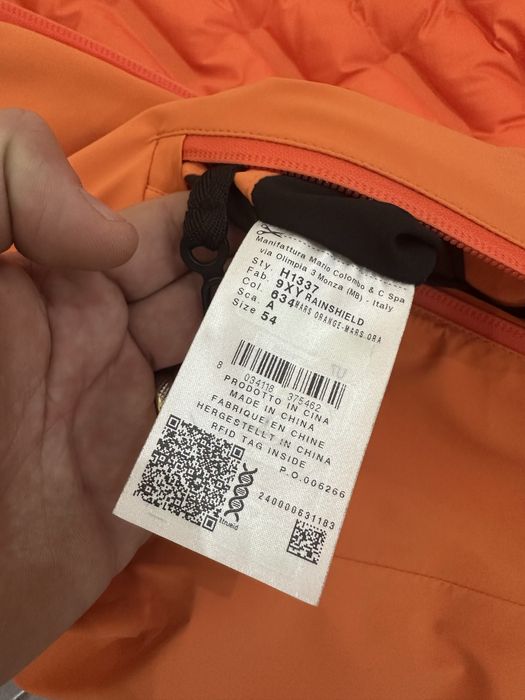 Manifattura Mario Colombo & C Spa
via Olimpia 3 Monza (MB) - Italy
Sty. H1337
Fab. 9XY RAINSHIELD
Col. 634 MARS ORANGE-MARS ORA
Sca. A
Size 54
TU
8 034118 375462
PRODOTTO IN CINA
MADE IN CHINA
FABRIQUE EN CHINE
HERGESTELLT IN CHINA
RFID TAG INSIDE
P.O.006266
240000631183
trueid